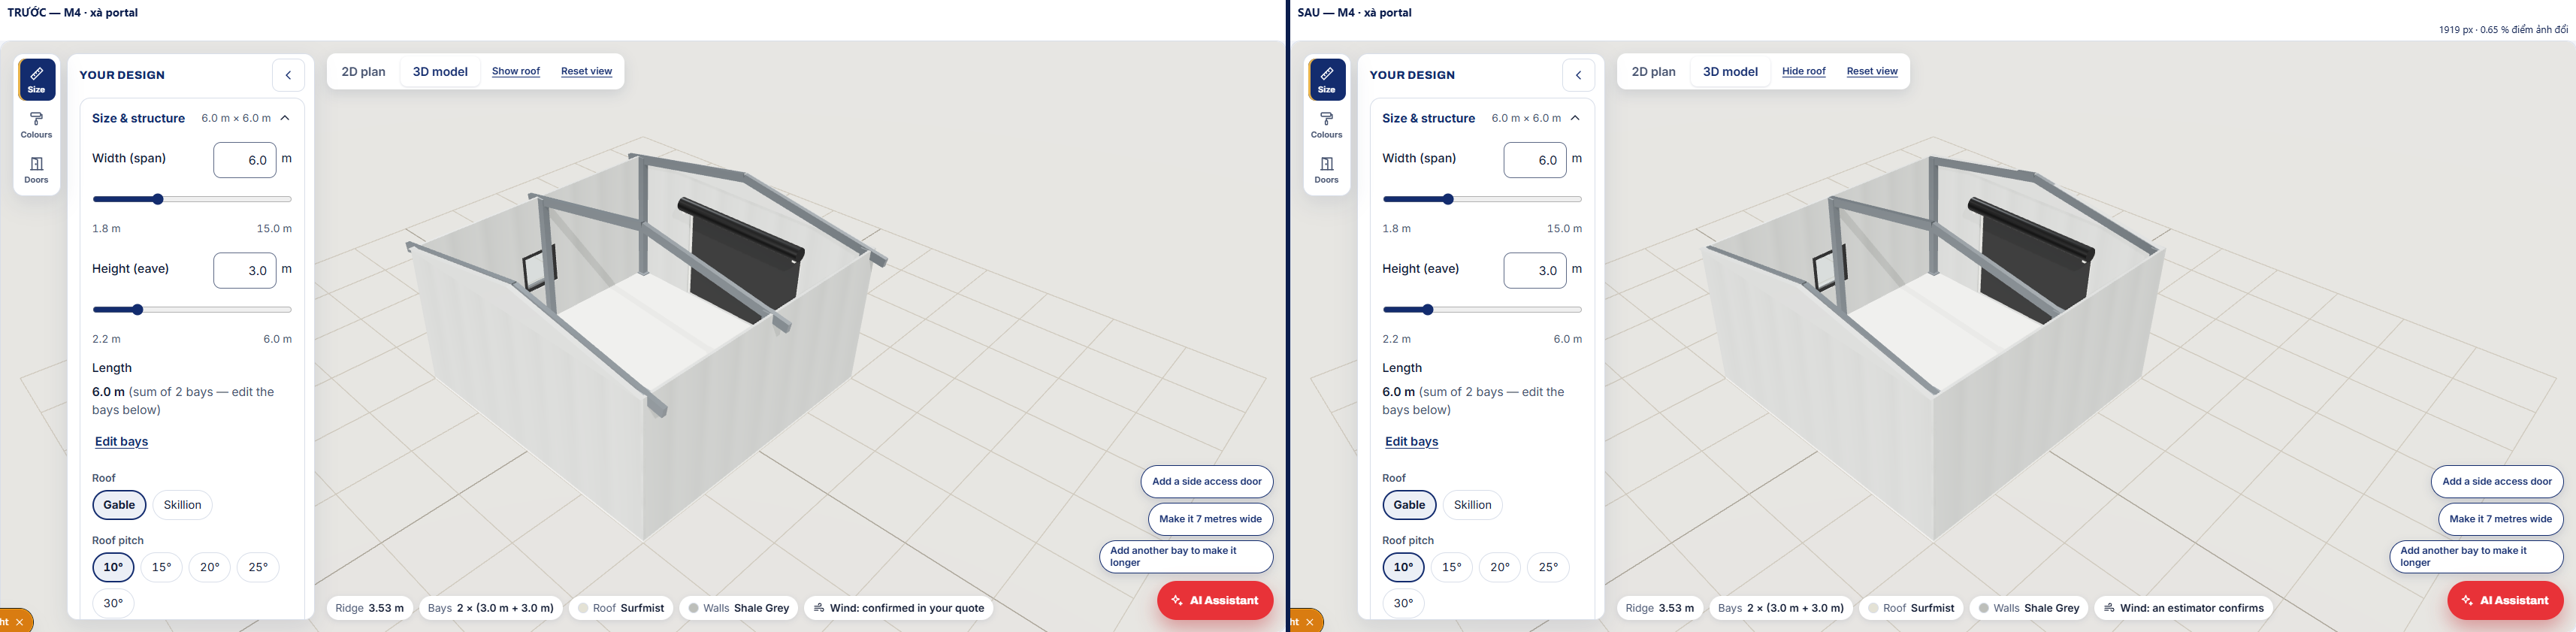 TRƯỚC — M4 · xà portal
Size
Colours
Doors
YOUR DESIGN
Size & structure 6.0 m × 6.0 m
Width (span) 6.0 m
1.8 m 15.0 m
Height (eave) 3.0 m
2.2 m 6.0 m
Length
6.0 m (sum of 2 bays — edit the
bays below)
Edit bays
Roof
Gable Skillion
Roof pitch
10° 15° 20° 25°
30°
2D plan 3D model Show roof Reset view
Add a side access door
Make it 7 metres wide
Add another bay to make it
longer
AI Assistant
Ridge 3.53 m Bays 2 × (3.0 m + 3.0 m) Roof Surfmist Walls Shale Grey Wind: confirmed in your quote
ht ×
SAU — M4 · xà portal
1919 px · 0.65 % điểm ảnh đổi
Size
Colours
Doors
YOUR DESIGN
Size & structure 6.0 m × 6.0 m
Width (span) 6.0 m
1.8 m 15.0 m
Height (eave) 3.0 m
2.2 m 6.0 m
Length
6.0 m (sum of 2 bays — edit the
bays below)
Edit bays
Roof
Gable Skillion
Roof pitch
10° 15° 20° 25°
30°
2D plan 3D model Hide roof Reset view
Add a side access door
Make it 7 metres wide
Add another bay to make it
longer
AI Assistant
Ridge 3.53 m Bays 2 × (3.0 m + 3.0 m) Roof Surfmist Walls Shale Grey Wind: an estimator confirms
ht ×